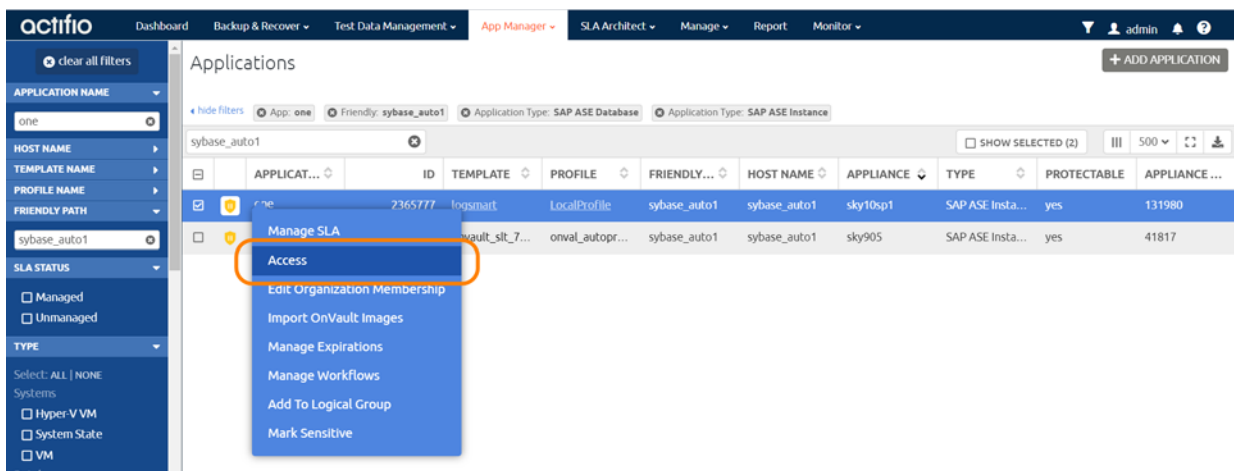 actifio Dashboard Backup & Recover Test Data Management App Manager SLA Architect Manage Report Monitor admin
clear all filters
Applications
+ ADD APPLICATION
APPLICATION NAME
one
hide filters App: one Friendly: sybase_auto1 Application Type: SAP ASE Database Application Type: SAP ASE Instance
HOST NAME
sybase_auto1 SHOW SELECTED (2) 500
TEMPLATE NAME
PROFILE NAME
FRIENDLY PATH
sybase_auto1
SLA STATUS
Managed
Unmanaged
TYPE
Select: ALL | NONE
Systems
Hyper-V VM
System State
VM
APPLICAT... ID TEMPLATE PROFILE FRIENDLY... HOST NAME APPLIANCE TYPE PROTECTABLE APPLIANCE ...
one 2365777 logsmart LocalProfile sybase_auto1 sybase_auto1 sky10sp1 SAP ASE Insta... yes 131980
onval_autopr... sybase_auto1 sybase_auto1 sky905 SAP ASE Insta... yes 41817
Manage SLA
Access
Edit Organization Membership
Import OnVault Images
Manage Expirations
Manage Workflows
Add To Logical Group
Mark Sensitive